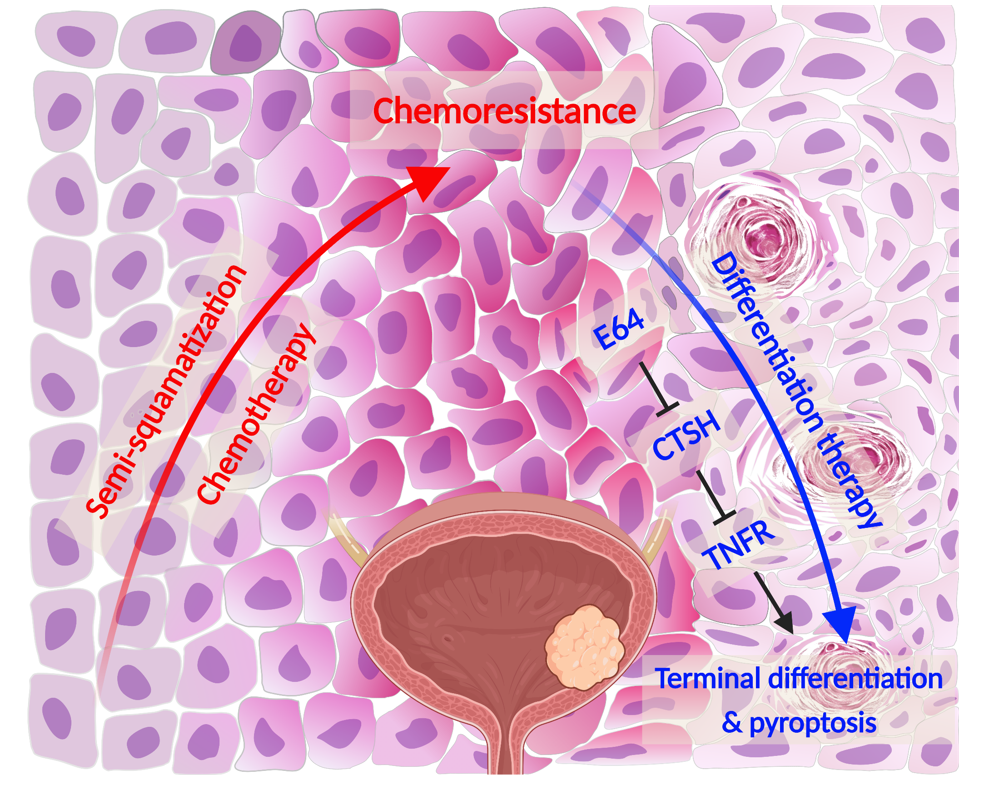 Chemoresistance
Semi-squamatization
Chemotherapy
E64
CTSH
TNFR
Differentiation therapy
Terminal differentiation
& pyroptosis